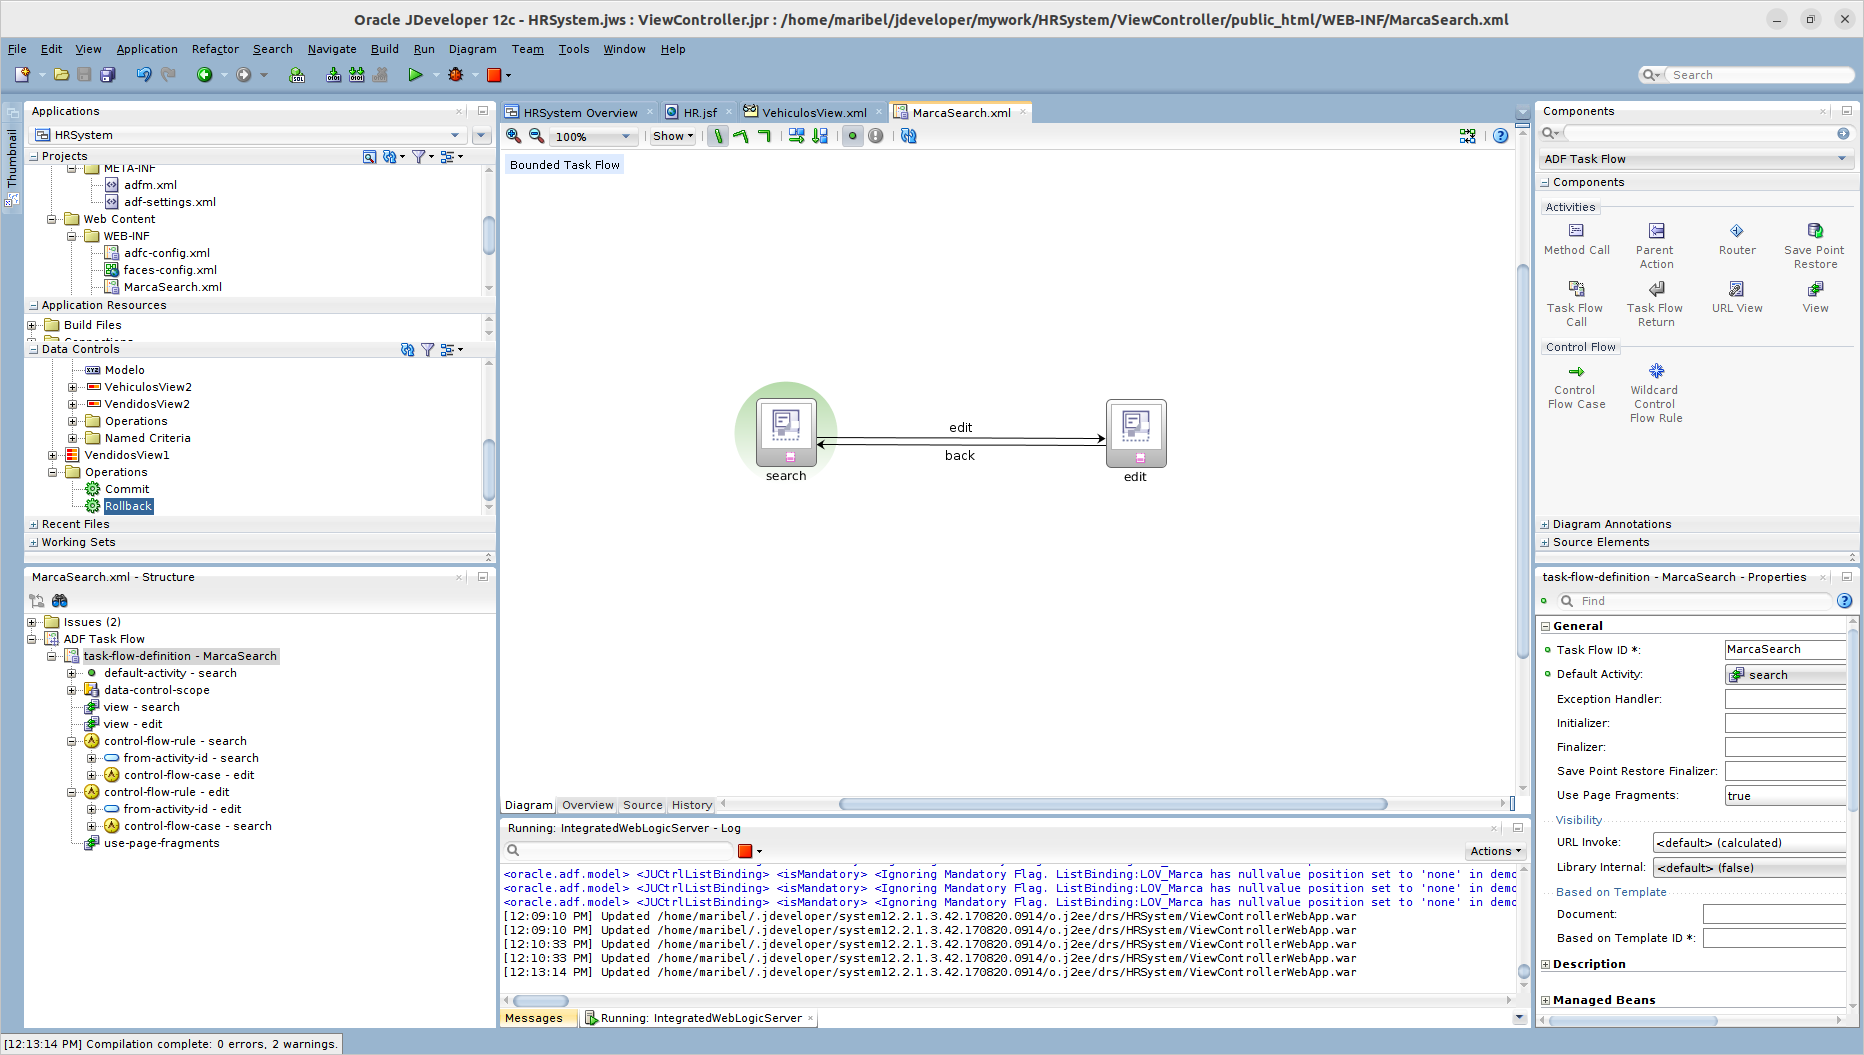 Oracle JDeveloper 12c - HRSystem.jws : ViewController.jpr : /home/maribel/jdeveloper/mywork/HRSystem/ViewController/public_html/WEB-INF/MarcaSearch.xml
File Edit View Application Refactor Search Navigate Build Run Diagram Team Tools Window Help
Search
Thumbnail
Applications
HRSystem
Projects
META-INF
adfm.xml
adf-settings.xml
Web Content
WEB-INF
adfc-config.xml
faces-config.xml
MarcaSearch.xml
Application Resources
Build Files
Data Controls
Modelo
VehiculosView2
VendidosView2
Operations
Named Criteria
VendidosView1
Operations
Commit
Rollback
Recent Files
Working Sets
MarcaSearch.xml - Structure
Issues (2)
ADF Task Flow
task-flow-definition - MarcaSearch
default-activity - search
data-control-scope
view - search
view - edit
control-flow-rule - search
from-activity-id - search
control-flow-case - edit
control-flow-rule - edit
from-activity-id - edit
control-flow-case - search
use-page-fragments
HRSystem Overview HR.jsf VehiculosView.xml MarcaSearch.xml
100% Show
Bounded Task Flow
edit
back
search
edit
Diagram Overview Source History
Running: IntegratedWebLogicServer - Log
Actions
<oracle.adf.model> <JUCtrlListBinding> <isMandatory> <Ignoring Mandatory Flag. ListBinding:LOV_Marca has nullvalue position set to 'none' in demo
<oracle.adf.model> <JUCtrlListBinding> <isMandatory> <Ignoring Mandatory Flag. ListBinding:LOV_Marca has nullvalue position set to 'none' in demo
<oracle.adf.model> <JUCtrlListBinding> <isMandatory> <Ignoring Mandatory Flag. ListBinding:LOV_Marca has nullvalue position set to 'none' in demo
[12:09:10 PM] Updated /home/maribel/.jdeveloper/system12.2.1.3.42.170820.0914/o.j2ee/drs/HRSystem/ViewControllerWebApp.war
[12:09:10 PM] Updated /home/maribel/.jdeveloper/system12.2.1.3.42.170820.0914/o.j2ee/drs/HRSystem/ViewControllerWebApp.war
[12:10:33 PM] Updated /home/maribel/.jdeveloper/system12.2.1.3.42.170820.0914/o.j2ee/drs/HRSystem/ViewControllerWebApp.war
[12:10:33 PM] Updated /home/maribel/.jdeveloper/system12.2.1.3.42.170820.0914/o.j2ee/drs/HRSystem/ViewControllerWebApp.war
[12:13:14 PM] Updated /home/maribel/.jdeveloper/system12.2.1.3.42.170820.0914/o.j2ee/drs/HRSystem/ViewControllerWebApp.war
Messages Running: IntegratedWebLogicServer
Components
ADF Task Flow
Components
Activities
Method Call Parent Action Router Save Point Restore
Task Flow Call Task Flow Return URL View View
Control Flow
Control Flow Case Wildcard Control Flow Rule
Diagram Annotations
Source Elements
task-flow-definition - MarcaSearch - Properties
Find
General
Task Flow ID *: MarcaSearch
Default Activity: search
Exception Handler:
Initializer:
Finalizer:
Save Point Restore Finalizer:
Use Page Fragments: true
Visibility
URL Invoke: <default> (calculated)
Library Internal: <default> (false)
Based on Template
Document:
Based on Template ID *:
Description
Managed Beans
[12:13:14 PM] Compilation complete: 0 errors, 2 warnings.